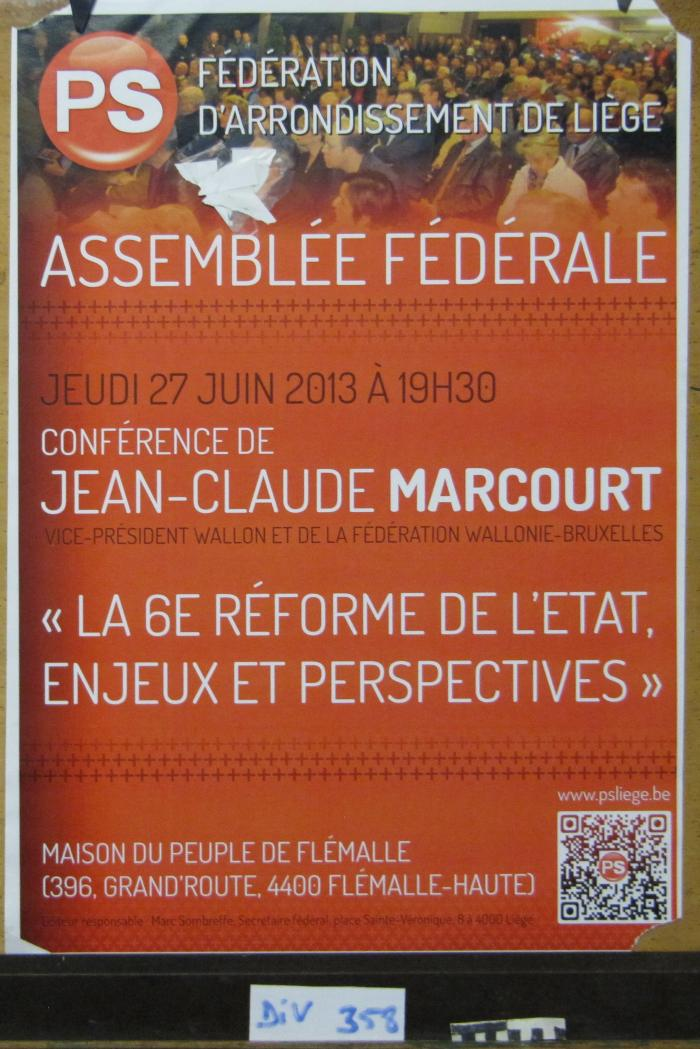 PS
FÉDÉRATION
D'ARRONDISSEMENT DE LIÈGE
ASSEMBLÉE FÉDÉRALE
JEUDI 27 JUIN 2013 À 19H30
CONFÉRENCE DE
JEAN-CLAUDE MARCOURT
VICE-PRÉSIDENT WALLON ET DE LA FÉDÉRATION WALLONIE-BRUXELLES
« LA 6E RÉFORME DE L'ETAT,
ENJEUX ET PERSPECTIVES »
www.psliege.be
PS
MAISON DU PEUPLE DE FLÉMALLE
(396, GRAND'ROUTE, 4400 FLÉMALLE-HAUTE)
Editeur responsable : Marc Sombreffe, Secrétaire fédéral, place Sainte-Véronique, 8 à 4000 Liège
DiV 358